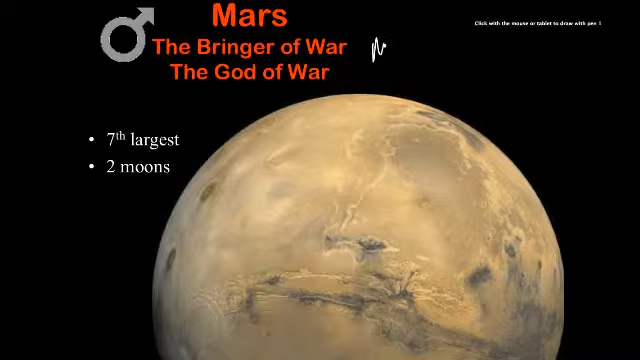 Mars
The Bringer of War
The God of War
Click with the mouse or tablet to draw with pen 1
• 7th largest
• 2 moons